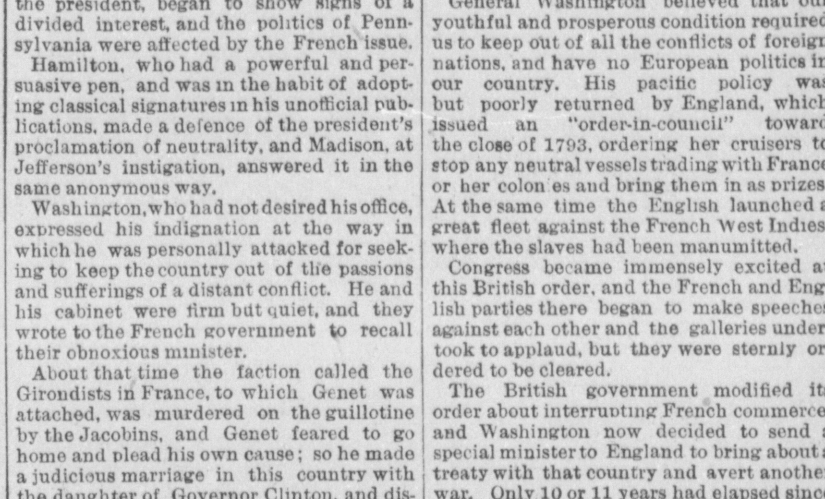 the president, began to show signs of a
divided interest, and the politics of Penn-
sylvania were affected by the French issue.
Hamilton, who had a powerful and per-
suasive pen, and was in the habit of adopt-
ing classical signatures in his unofficial pub-
lications, made a defence of the president's
proclamation of neutrality, and Madison, at
Jefferson's instigation, answered it in the
same anonymous way.
Washington, who had not desired his office,
expressed his indignation at the way in
which he was personally attacked for seek-
ing to keep the country out of the passions
and sufferings of a distant conflict. He and
his cabinet were firm but quiet, and they
wrote to the French government to recall
their obnoxious minister.
About that time the faction called the
Girondists in France, to which Genet was
attached, was murdered on the guillotine
by the Jacobins, and Genet feared to go
home and plead his own cause; so he made
a judicious marriage in this country with
the daughter of Governor Clinton, and dis-
General Washington believed that our
youthful and prosperous condition required
us to keep out of all the conflicts of foreign
nations, and have no European politics in
our country. His pacific policy was
but poorly returned by England, which
issued an "order-in-council" toward
the close of 1793, ordering her cruisers to
stop any neutral vessels trading with France
or her colon es and bring them in as prizes
At the same time the English launched a
great fleet against the French West Indies
where the slaves had been manumitted.
Congress became immensely excited at
this British order, and the French and Eng
lish parties there began to make speeches
against each other and the galleries under
took to applaud, but they were sternly or
dered to be cleared.
The British government modified its
order about interrupting French commerce
and Washington now decided to send a
special minister to England to bring about a
treaty with that country and avert another
war. Only 10 or 11 years had elapsed since